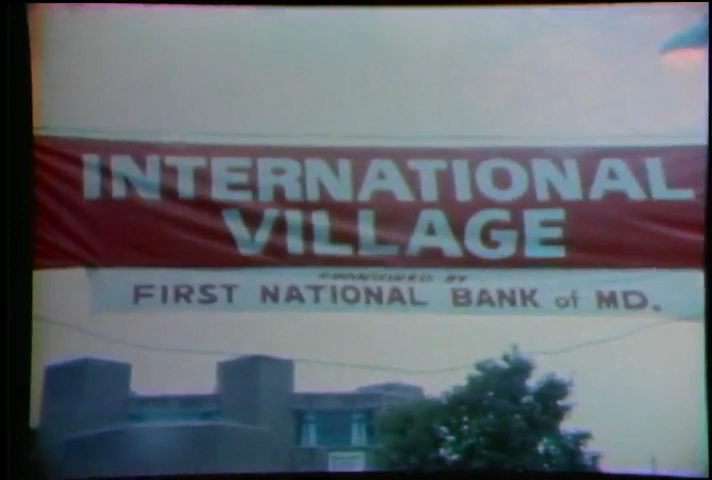 INTERNATIONAL
VILLAGE
SPONSORED BY
FIRST NATIONAL BANK of MD.